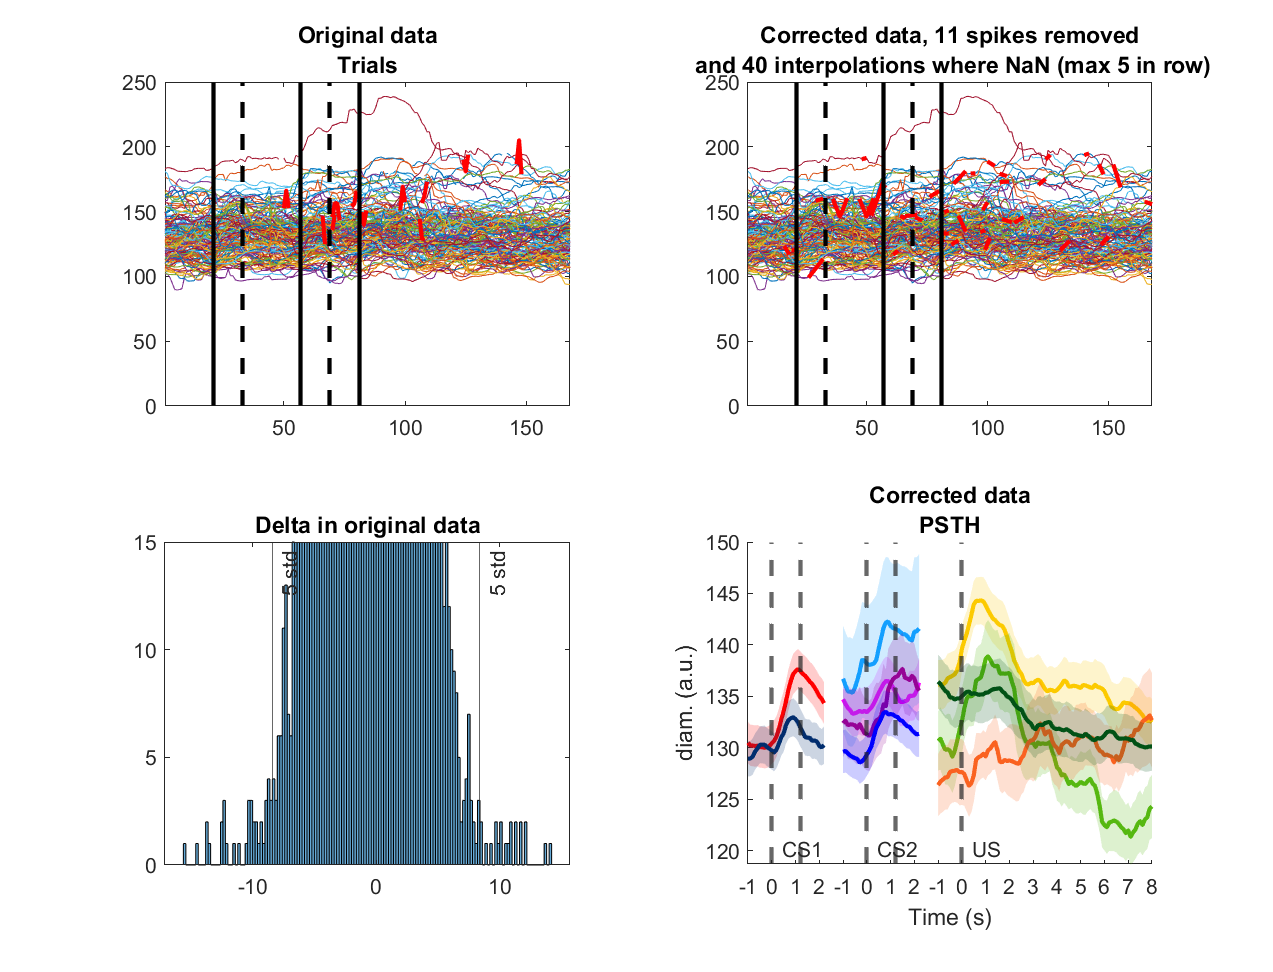 Original data
Trials
250
200
150
100
50
0
50 100 150
Corrected data, 11 spikes removed
and 40 interpolations where NaN (max 5 in row)
250
200
150
100
50
0
50 100 150
Delta in original data
15
10
5
0
5 std
5 std
-10 0 10
Corrected data
PSTH
150
145
140
135
130
125
120
diam. (a.u.)
CS1 CS2 US
-1 0 1 2 -1 0 1 2 -1 0 1 2 3 4 5 6 7 8
Time (s)